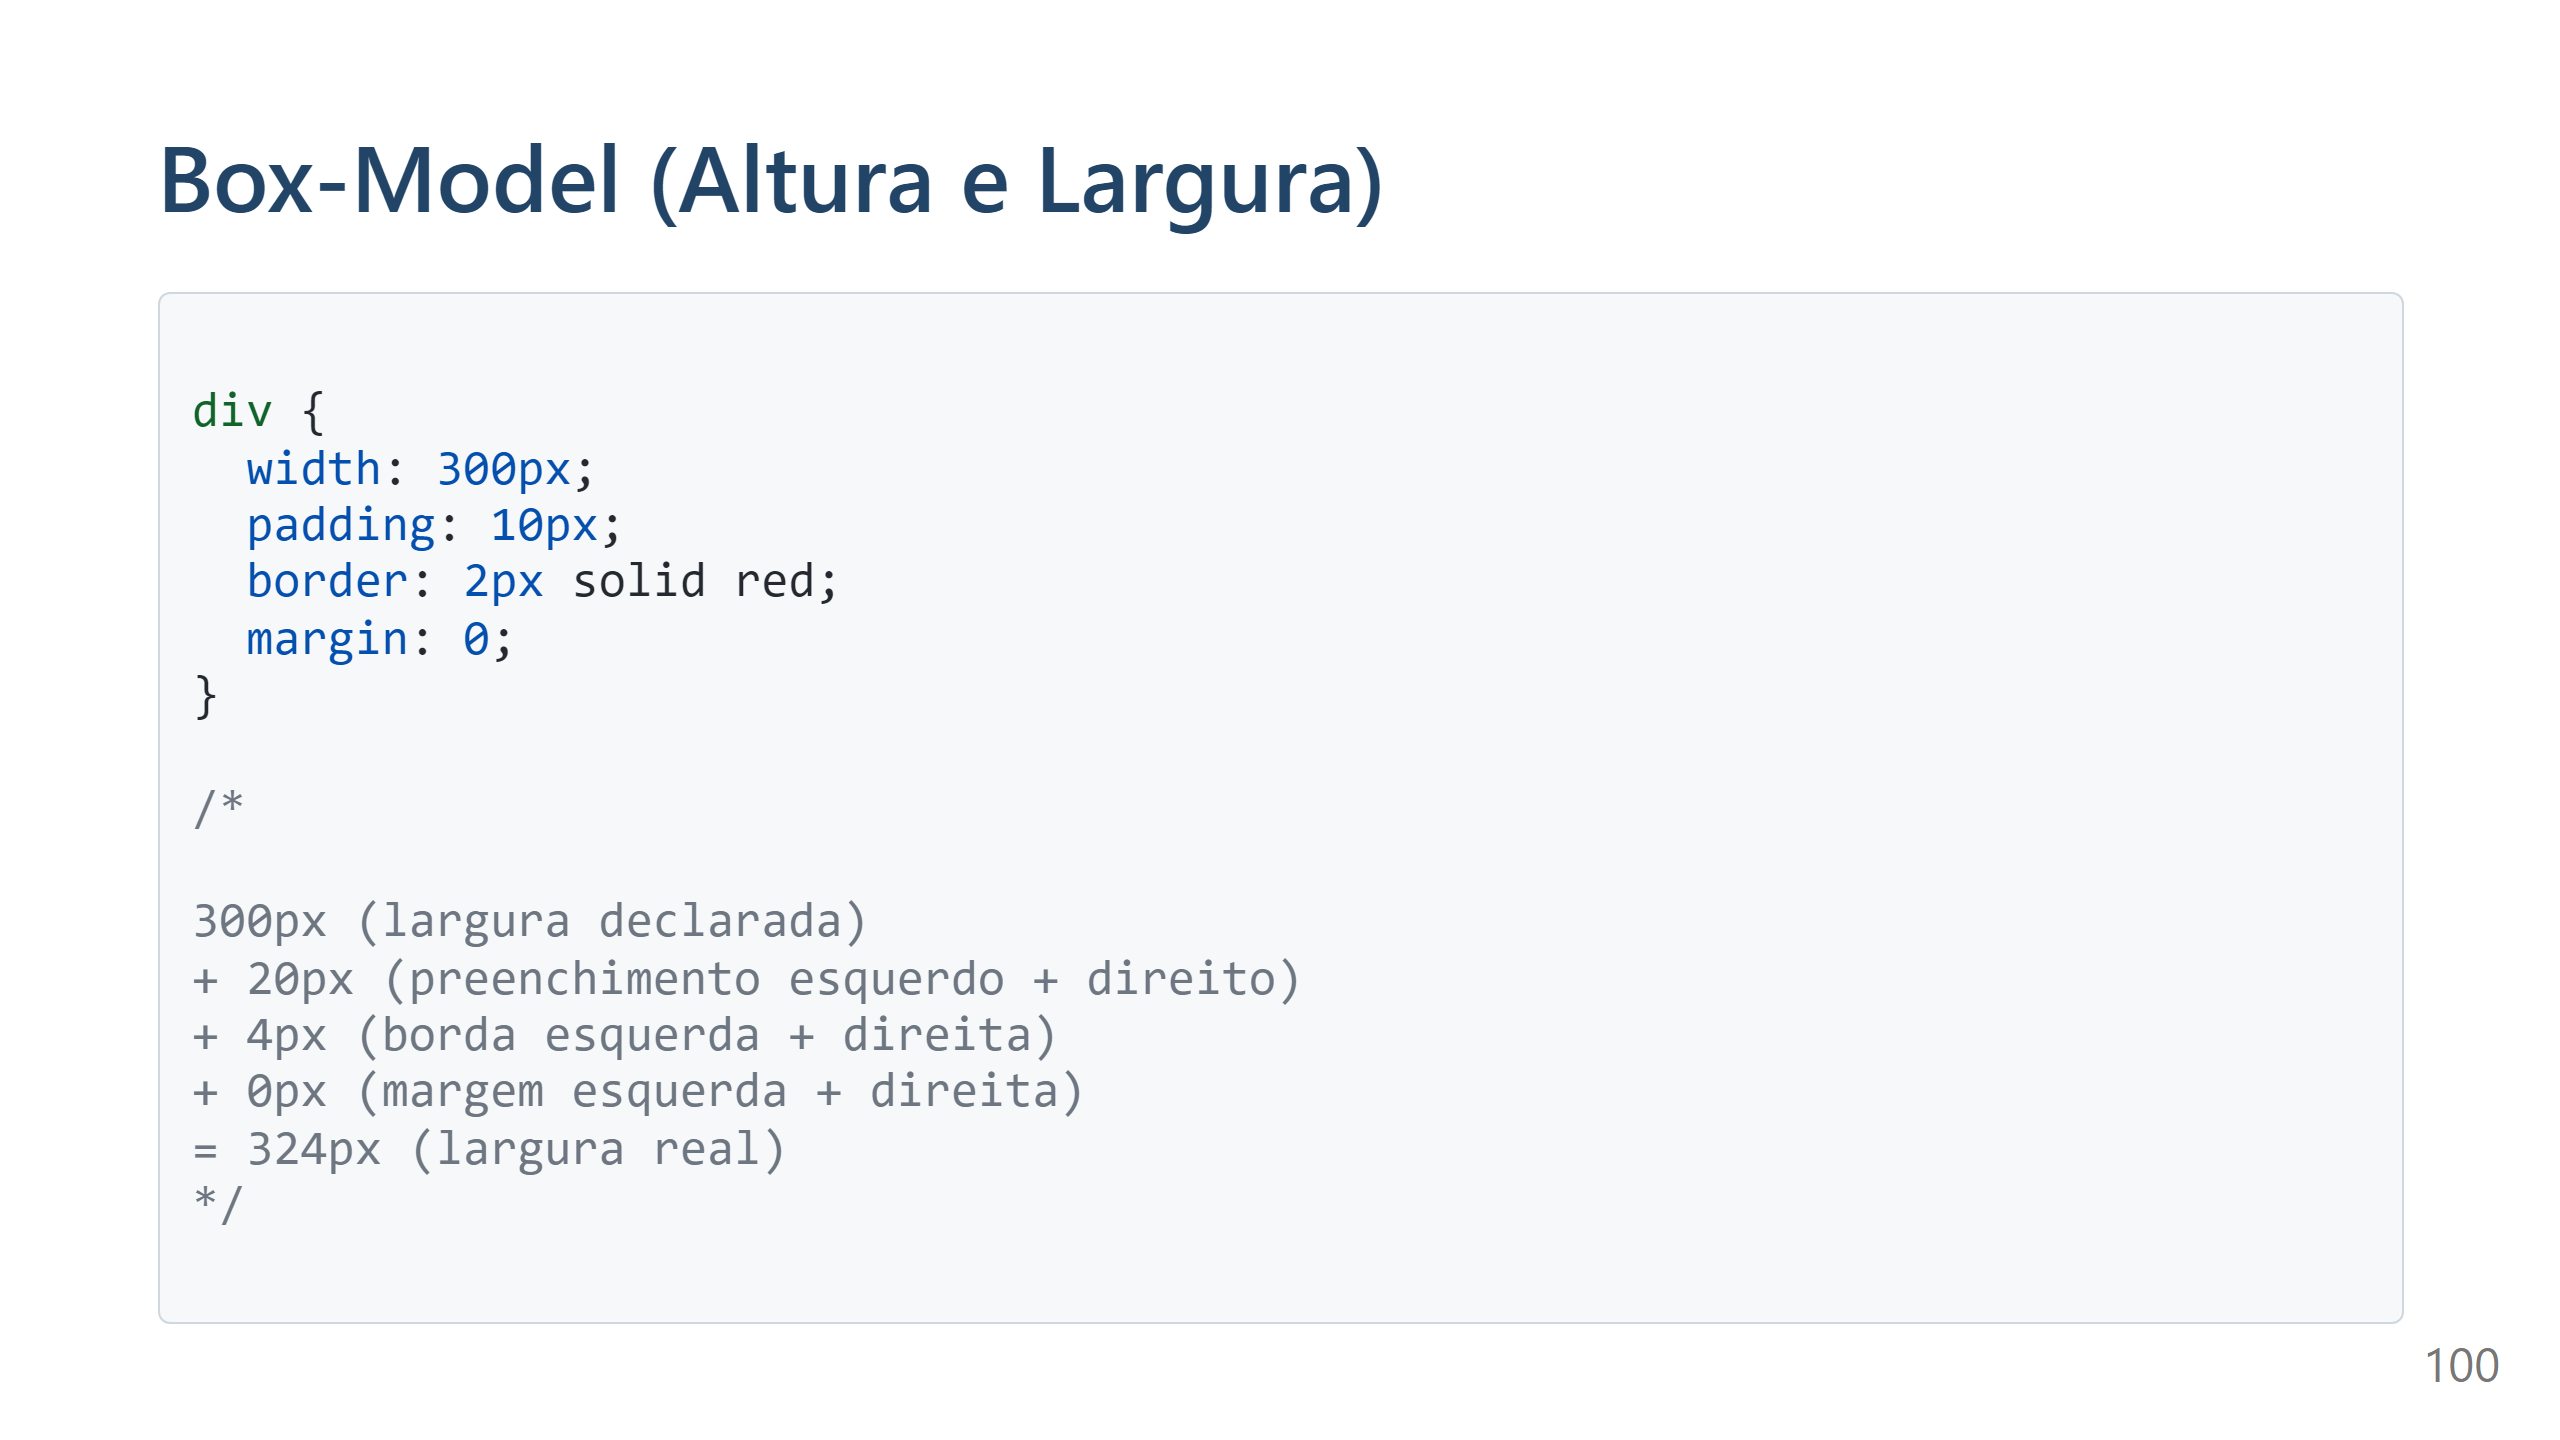 Box-Model (Altura e Largura)
div {
  width: 300px;
  padding: 10px;
  border: 2px solid red;
  margin: 0;
}
/*
300px (largura declarada)
+ 20px (preenchimento esquerdo + direito)
+ 4px (borda esquerda + direita)
+ 0px (margem esquerda + direita)
= 324px (largura real)
*/
100